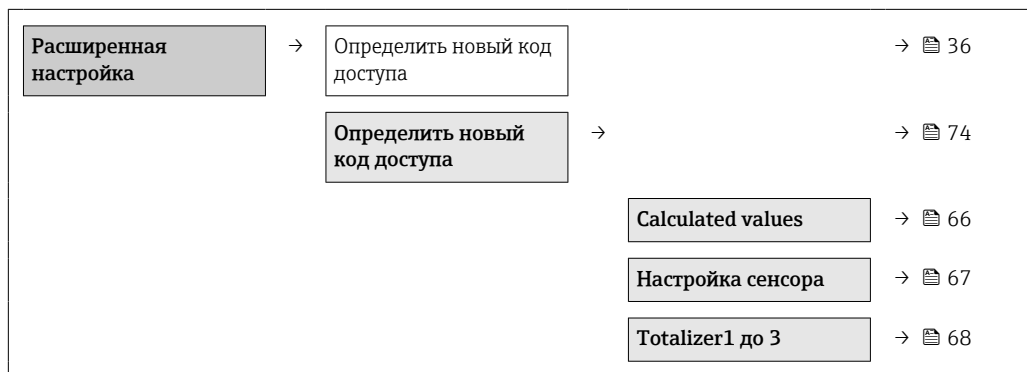 Расширенная
настройка
→
Определить новый код
доступа
→ 36
Определить новый
код доступа
→
→ 74
Calculated values
→ 66
Настройка сенсора
→ 67
Totalizer1 до 3
→ 68